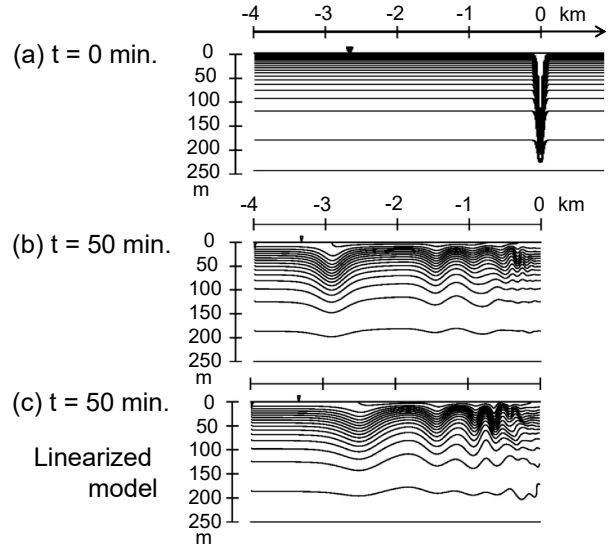 -4 -3 -2 -1 0 km
(a) t = 0 min.
0
50
100
150
200
250
m
-4 -3 -2 -1 0 km
(b) t = 50 min.
0
50
100
150
200
250
m
(c) t = 50 min.
0
50
100
150
200
250
m
Linearized
model